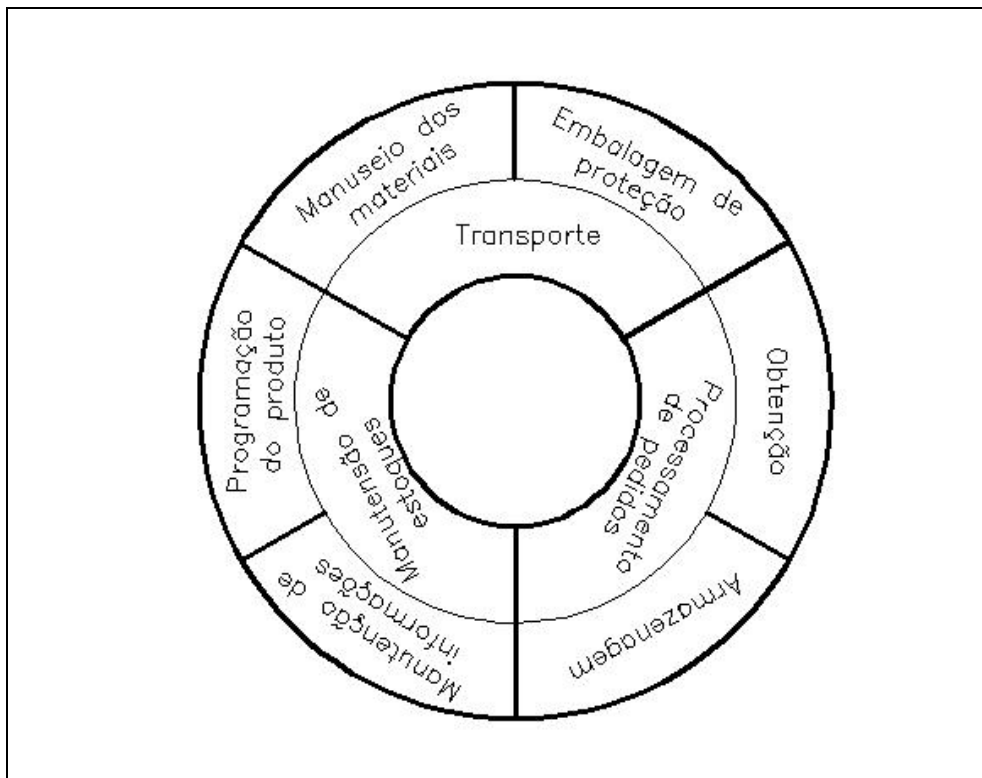 Manuseio dos
materiais
Embalagem de
proteção
Transporte
Programação
do produto
Manutensão de
estoques
Processamento
de pedidos
Obtenção
Manutenção de
informações
Armazenagem